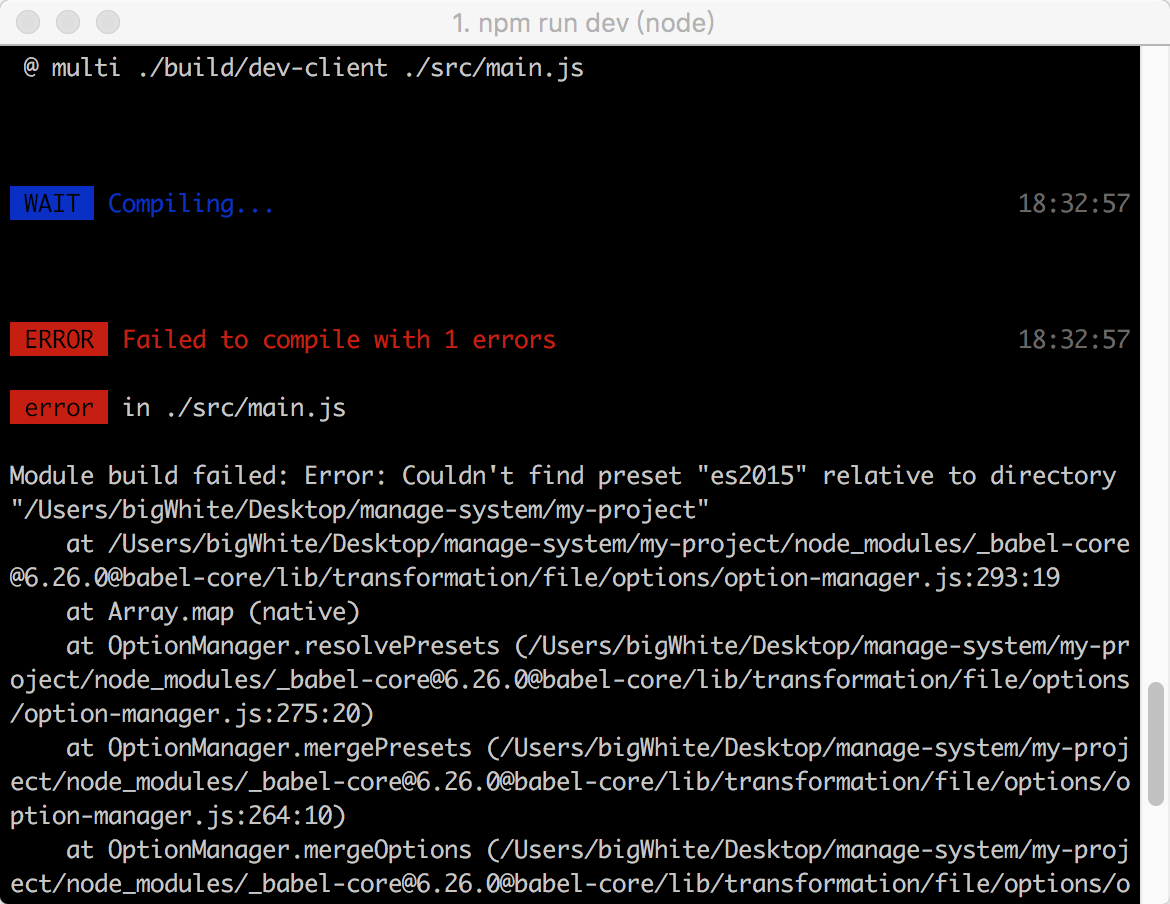 1. npm run dev (node)
@ multi ./build/dev-client ./src/main.js
WAIT Compiling... 18:32:57
ERROR Failed to compile with 1 errors 18:32:57
error in ./src/main.js
Module build failed: Error: Couldn't find preset "es2015" relative to directory
"/Users/bigWhite/Desktop/manage-system/my-project"
at /Users/bigWhite/Desktop/manage-system/my-project/node_modules/_babel-core
@6.26.0@babel-core/lib/transformation/file/options/option-manager.js:293:19
at Array.map (native)
at OptionManager.resolvePresets (/Users/bigWhite/Desktop/manage-system/my-pr
oject/node_modules/_babel-core@6.26.0@babel-core/lib/transformation/file/options
/option-manager.js:275:20)
at OptionManager.mergePresets (/Users/bigWhite/Desktop/manage-system/my-proj
ect/node_modules/_babel-core@6.26.0@babel-core/lib/transformation/file/options/o
ption-manager.js:264:10)
at OptionManager.mergeOptions (/Users/bigWhite/Desktop/manage-system/my-proj
ect/node_modules/_babel-core@6.26.0@babel-core/lib/transformation/file/options/o